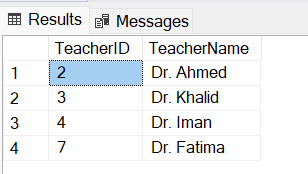 Results Messages
TeacherID TeacherName
1 2 Dr. Ahmed
2 3 Dr. Khalid
3 4 Dr. Iman
4 7 Dr. Fatima